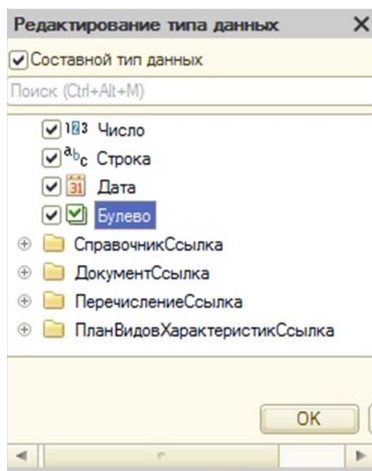 Редактирование типа данных
Составной тип данных
Поиск (Ctrl+Alt+M)
123 Число
abc Строка
31 Дата
Булево
СправочникСсылка
ДокументСсылка
ПеречислениеСсылка
ПланВидовХарактеристикСсылка
OK